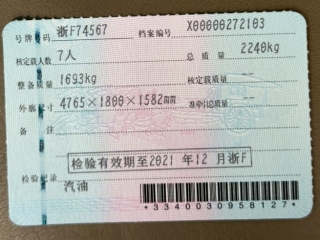 号牌号码 浙F74567 档案编号 X00000272103
核定载人数 7人 总质量 2240kg
整备质量 1693kg 核定载质量 --
外廓尺寸 4765×1800×1582mm 准牵引总质量 --
备注
检验有效期至2021年12月浙F
检验记录
汽油
*3340030958127*